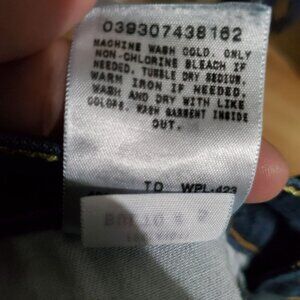 039307438162
MACHINE WASH COLD. ONLY
NON-CHLORINE BLEACH IF
NEEDED. TUMBLE DRY MEDIUM.
WARM IRON IF NEEDED.
WASH AND DRY WITH LIKE
COLORS. WASH GARMENT INSIDE
OUT.
TO WPL-423